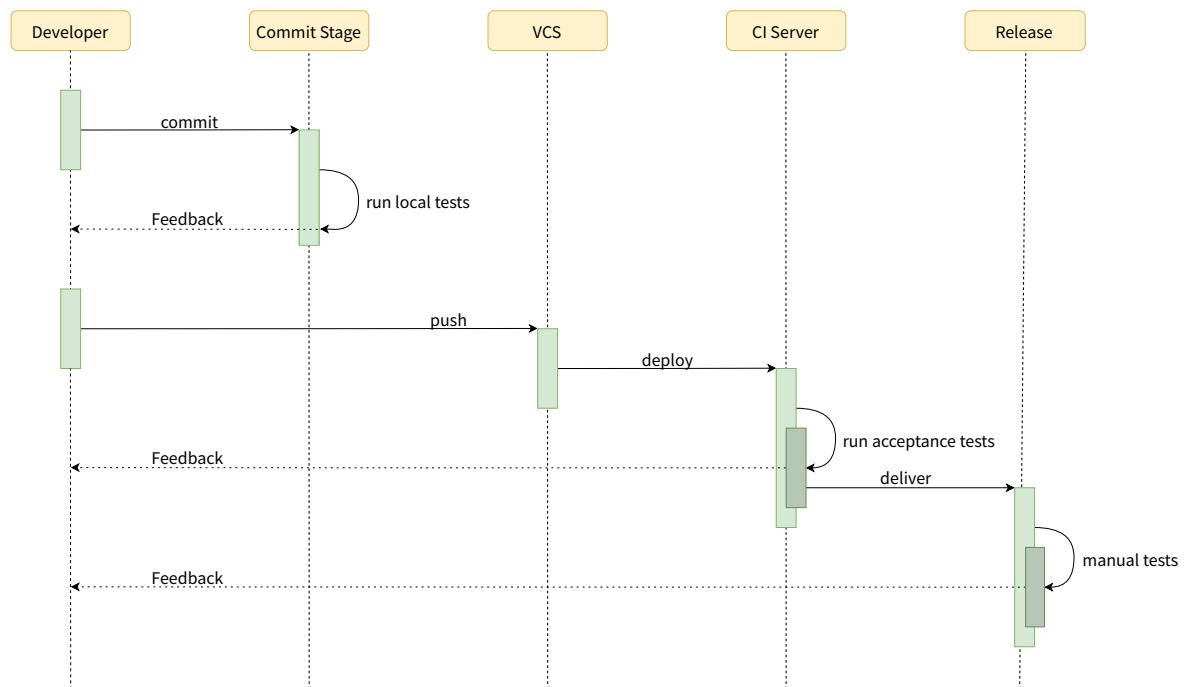 Developer
Commit Stage
VCS
CI Server
Release
commit
run local tests
Feedback
push
deploy
run acceptance tests
Feedback
deliver
manual tests
Feedback